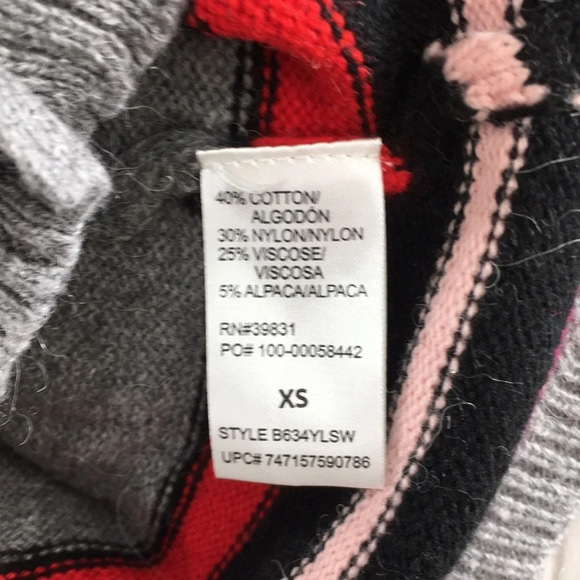 40% COTTON/
ALGODÓN
30% NYLON/NYLON
25% VISCOSE/
VISCOSA
5% ALPACA/ALPACA
RN#39831
PO# 100-00058442
XS
STYLE B634YLSW
UPC# 747157590786